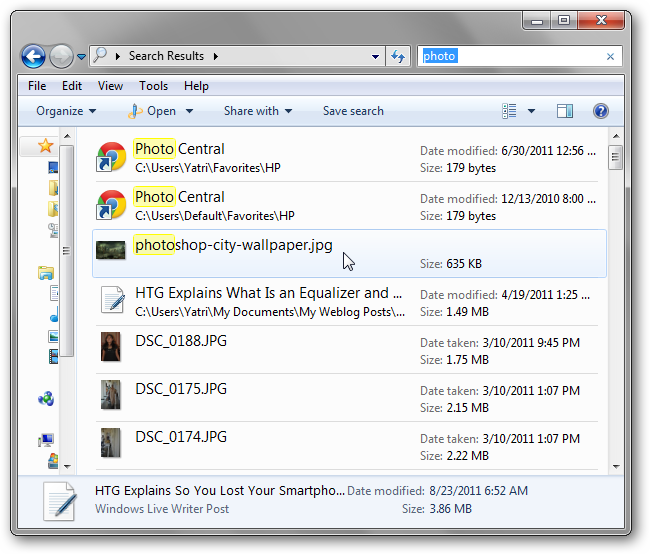 Search Results
photo
File Edit View Tools Help
Organize Open Share with Save search
Photo Central
Date modified: 6/30/2011 12:56 ...
C:\Users\Yatri\Favorites\HP
Size: 179 bytes
Photo Central
Date modified: 12/13/2010 8:00 ...
C:\Users\Default\Favorites\HP
Size: 179 bytes
photoshop-city-wallpaper.jpg
Size: 635 KB
HTG Explains What Is an Equalizer and ...
Date modified: 4/19/2011 1:25 ...
C:\Users\Yatri\My Documents\My Weblog Posts\...
Size: 1.49 MB
DSC_0188.JPG
Date taken: 3/10/2011 9:45 PM
Size: 1.75 MB
DSC_0175.JPG
Date taken: 3/10/2011 1:07 PM
Size: 2.15 MB
DSC_0174.JPG
Date taken: 3/10/2011 1:07 PM
Size: 2.22 MB
HTG Explains So You Lost Your Smartpho... Date modified: 8/23/2011 6:52 AM
Windows Live Writer Post Size: 3.86 MB